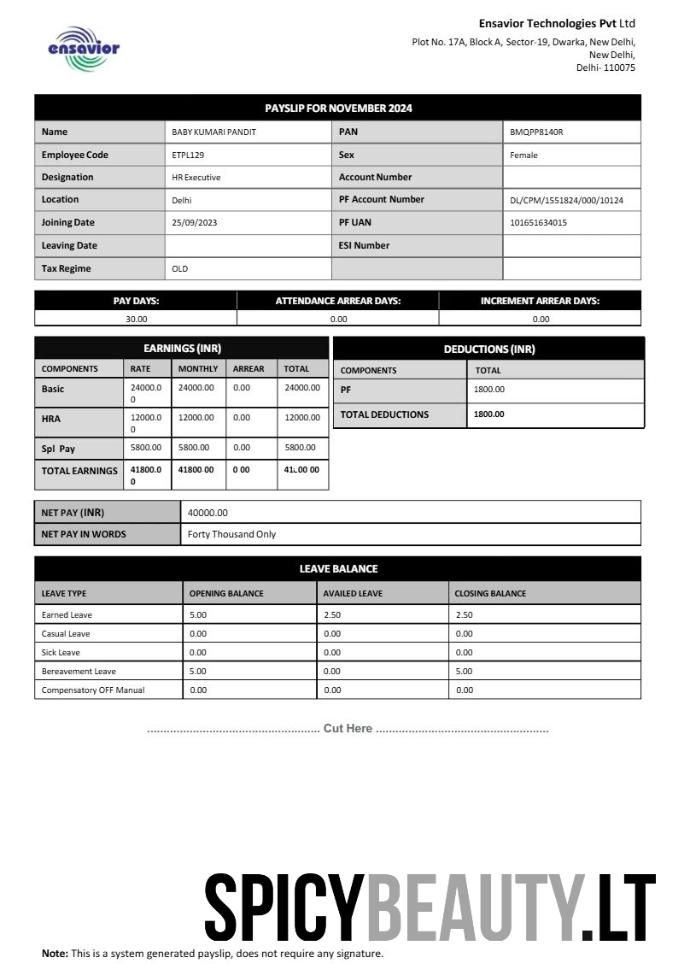 ensavior
Ensavior Technologies Pvt Ltd
Plot No. 17A, Block A, Sector-19, Dwarka, New Delhi,
New Delhi,
Delhi- 110075
PAYSLIP FOR NOVEMBER 2024
Name BABY KUMARI PANDIT PAN BMQPP8140R
Employee Code ETPL129 Sex Female
Designation HR Executive Account Number
Location Delhi PF Account Number DL/CPM/1551824/000/10124
Joining Date 25/09/2023 PF UAN 101651634015
Leaving Date ESI Number
Tax Regime OLD
PAY DAYS: ATTENDANCE ARREAR DAYS: INCREMENT ARREAR DAYS:
30.00 0.00 0.00
EARNINGS (INR)
COMPONENTS RATE MONTHLY ARREAR TOTAL
Basic 24000.0 24000.00 0.00 24000.00
0
HRA 12000.0 12000.00 0.00 12000.00
0
Spl Pay 5800.00 5800.00 0.00 5800.00
TOTAL EARNINGS 41800.0 41800 00 0 00
0
DEDUCTIONS (INR)
COMPONENTS TOTAL
PF 1800.00
TOTAL DEDUCTIONS 1800.00
NET PAY (INR) 40000.00
NET PAY IN WORDS Forty Thousand Only
LEAVE BALANCE
LEAVE TYPE OPENING BALANCE AVAILED LEAVE CLOSING BALANCE
Earned Leave 5.00 2.50 2.50
Casual Leave 0.00 0.00 0.00
Sick Leave 0.00 0.00 0.00
Bereavement Leave 5.00 0.00 5.00
Compensatory OFF Manual 0.00 0.00 0.00
.................................................... Cut Here ....................................................
SPICYBEAUTY.LT
Note: This is a system generated payslip, does not require any signature.